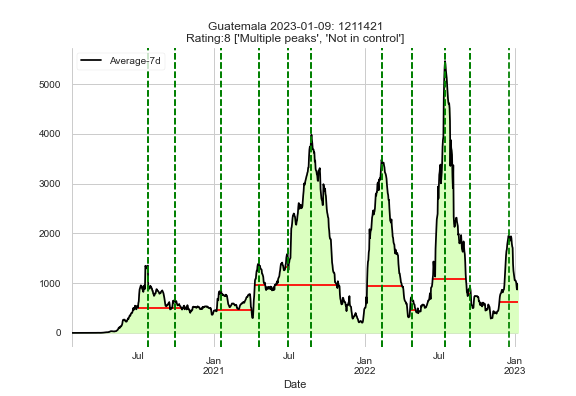 Guatemala 2023-01-09: 1211421
Rating:8 ['Multiple peaks', 'Not in control']
Average-7d
5000
4000
3000
2000
1000
0
Jul
Jan
2021
Jul
Jan
2022
Jul
Jan
2023
Date